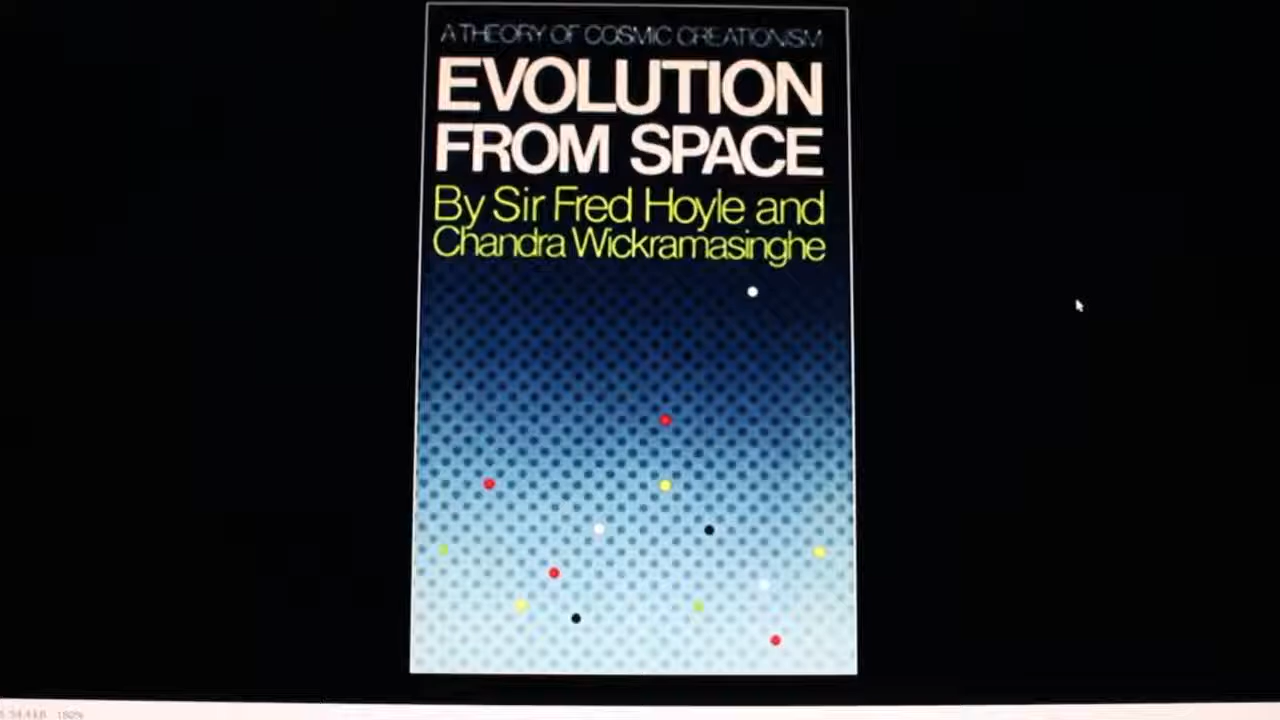 A THEORY OF COSMIC CREATIONISM
EVOLUTION
FROM SPACE
By Sir Fred Hoyle and
Chandra Wickramasinghe